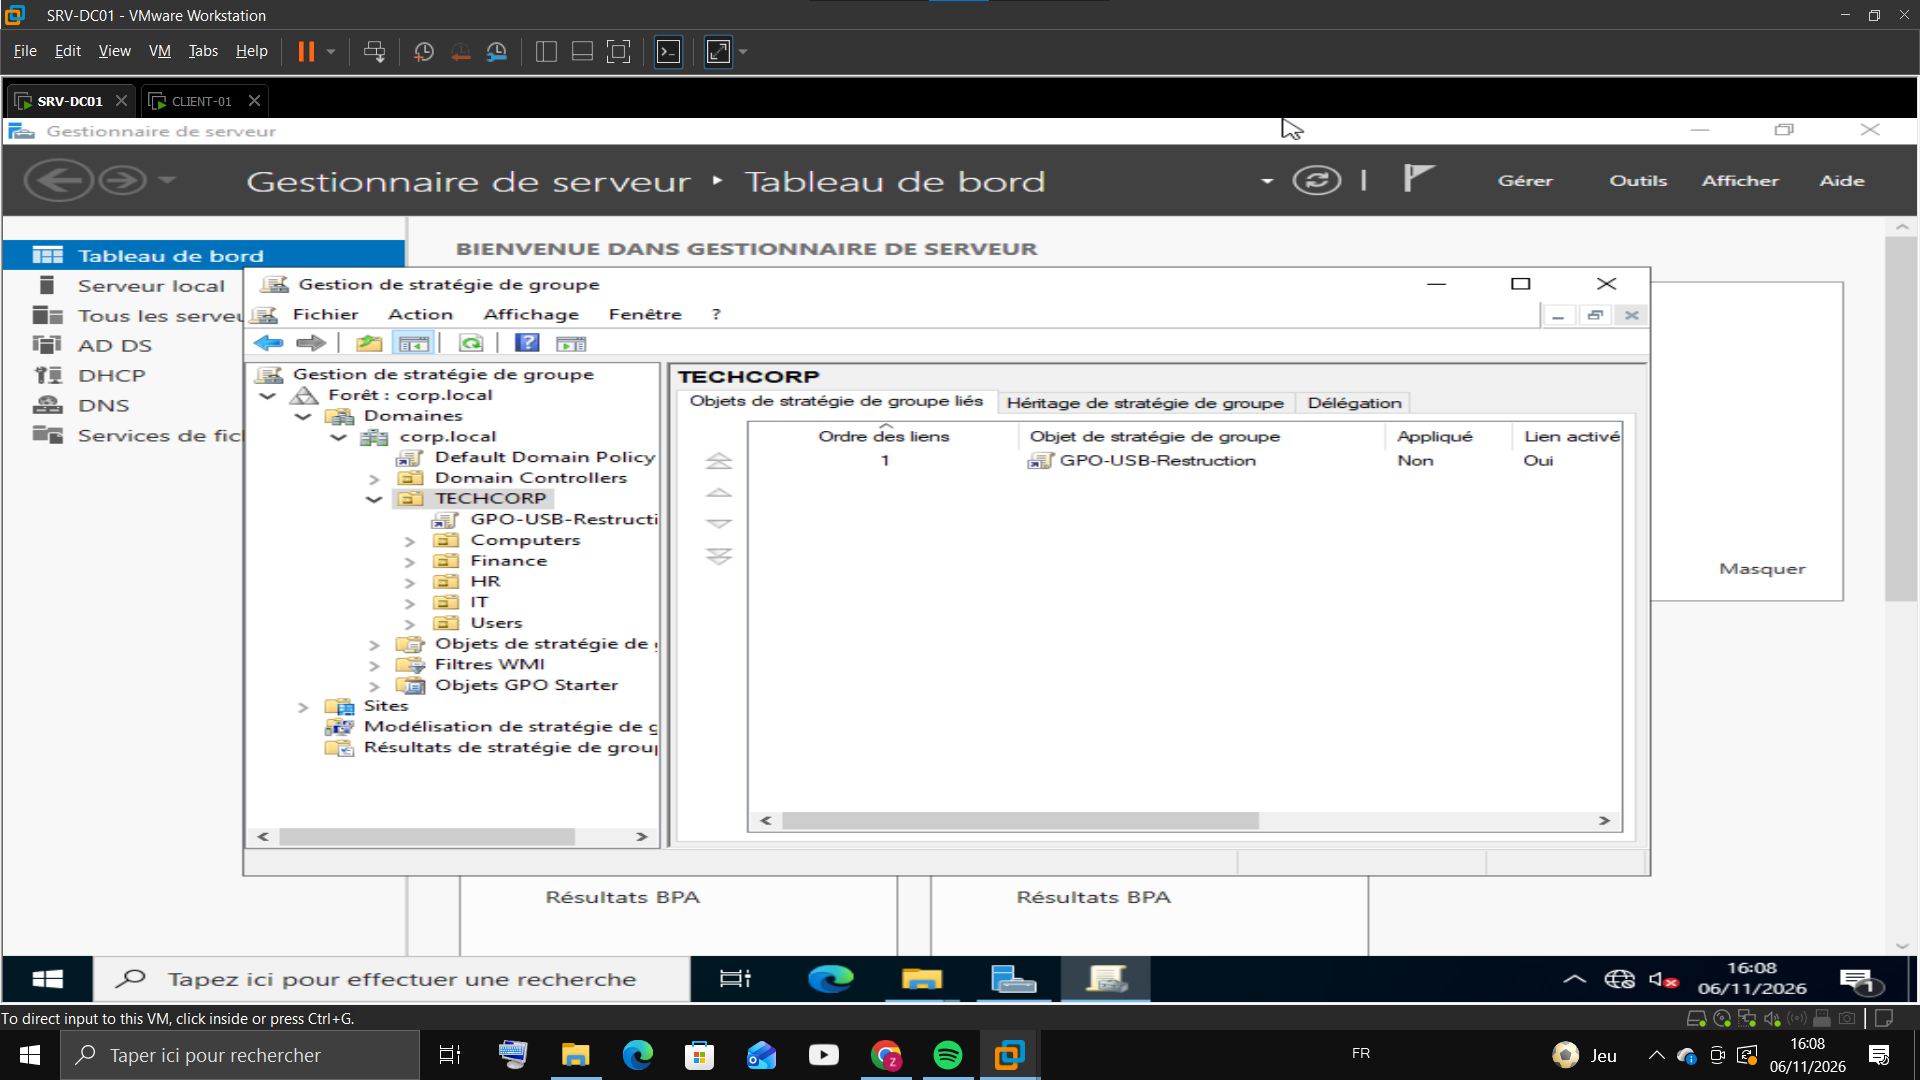 SRV-DC01 - VMware Workstation
File Edit View VM Tabs Help
SRV-DC01 CLIENT-01
Gestionnaire de serveur
Gestionnaire de serveur Tableau de bord
Gérer Outils Afficher Aide
Tableau de bord
Serveur local
Tous les serveu
AD DS
DHCP
DNS
Services de fich
BIENVENUE DANS GESTIONNAIRE DE SERVEUR
Gestion de stratégie de groupe
Fichier Action Affichage Fenêtre ?
Gestion de stratégie de groupe
Forêt : corp.local
Domaines
corp.local
Default Domain Policy
Domain Controllers
TECHCORP
GPO-USB-Restructi
Computers
Finance
HR
IT
Users
Objets de stratégie de g
Filtres WMI
Objets GPO Starter
Sites
Modélisation de stratégie de g
Résultats de stratégie de group
TECHCORP
Objets de stratégie de groupe liés Héritage de stratégie de groupe Délégation
Ordre des liens Objet de stratégie de groupe Appliqué Lien activé
1 GPO-USB-Restruction Non Oui
Masquer
Résultats BPA Résultats BPA
Tapez ici pour effectuer une recherche
16:08
06/11/2026
1
To direct input to this VM, click inside or press Ctrl+G.
Taper ici pour rechercher
FR
Jeu
16:08
06/11/2026